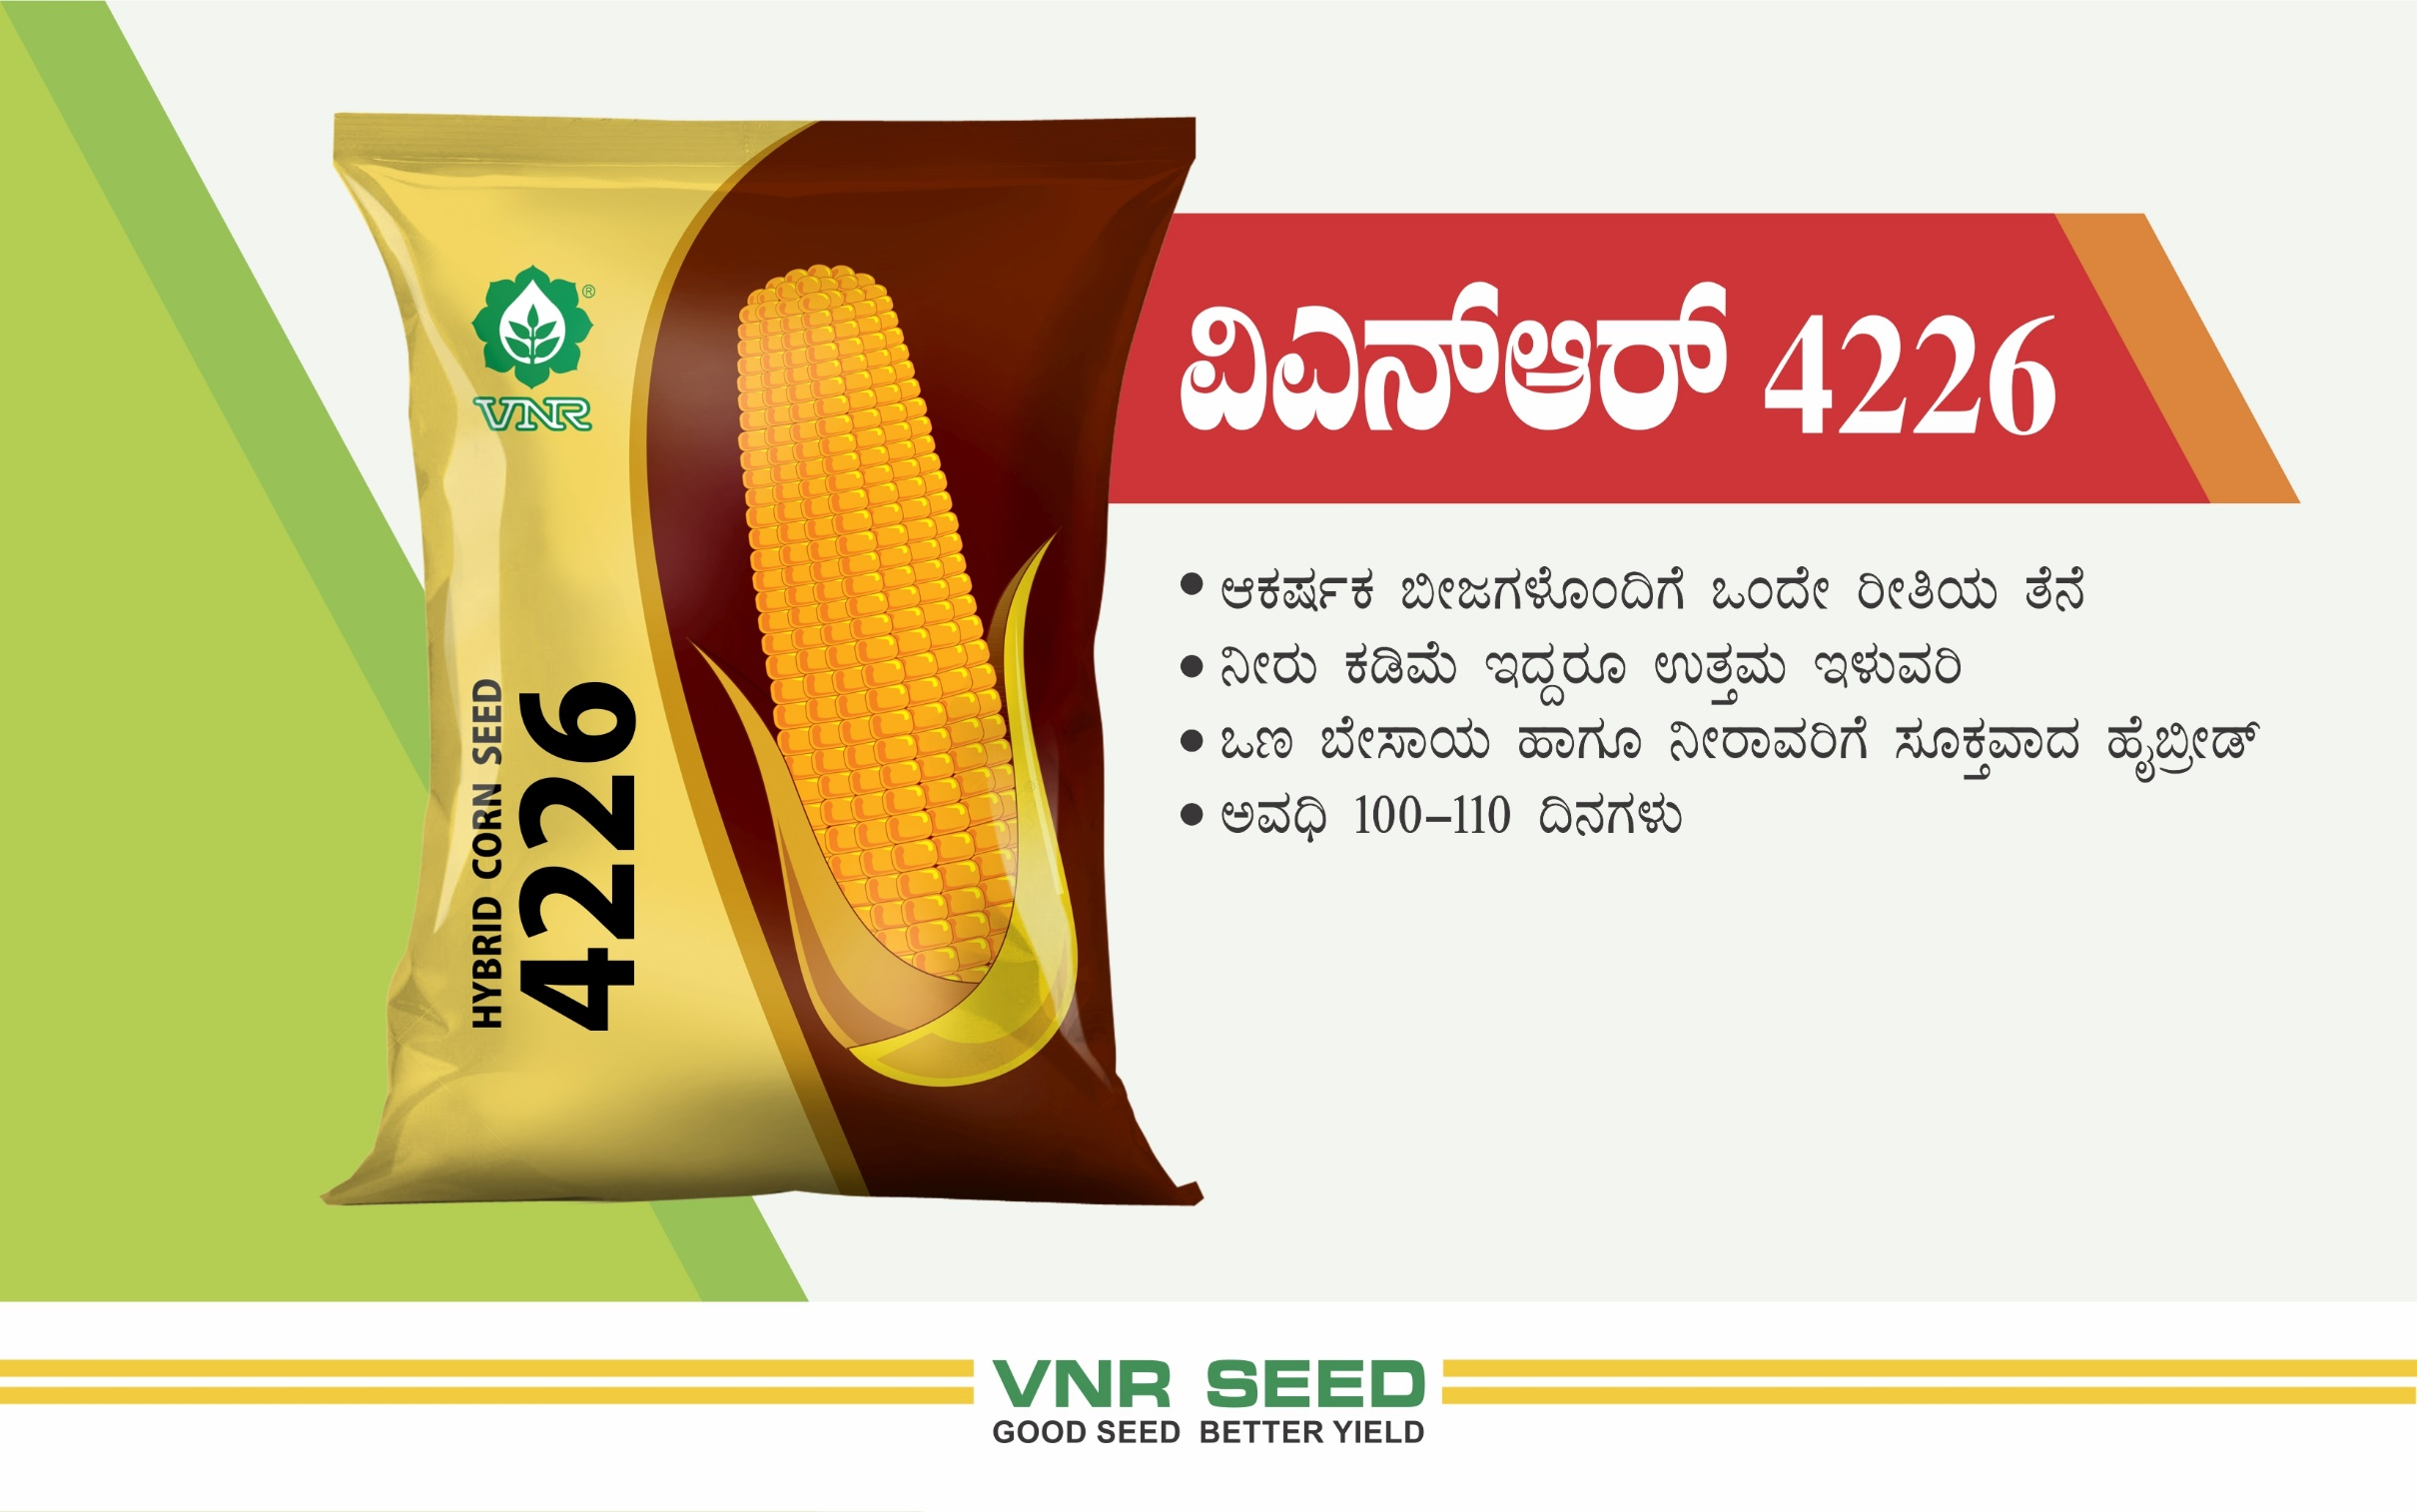 ®
VNR
HYBRID CORN SEED
4226
ವಿಎನ್ಆರ್ 4226
• ಆಕರ್ಷಕ ಬೀಜಗಳೊಂದಿಗೆ ಒಂದೇ ರೀತಿಯ ತೆನೆ
• ನೀರು ಕಡಿಮೆ ಇದ್ದರೂ ಉತ್ತಮ ಇಳುವರಿ
• ಒಣ ಬೇಸಾಯ ಹಾಗೂ ನೀರಾವರಿಗೆ ಸೂಕ್ತವಾದ ಹೈಬ್ರೀಡ್
• ಅವಧಿ 100–110 ದಿನಗಳು
VNR SEED
GOOD SEED BETTER YIELD